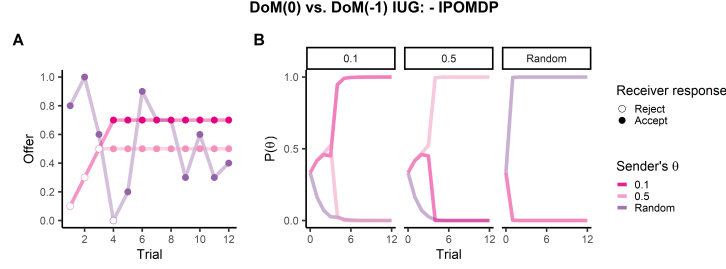 DoM(0) vs. DoM(-1) IUG: - IPOMDP
A
B
0.1
0.5
Random
1.0
0.8
0.6
0.4
0.2
0.0
Offer
2
4
6
8
10
12
Trial
1.0
0.5
0.0
P(θ)
0
6
12
0
6
12
0
6
12
Trial
Receiver response
Reject
Accept
Sender's θ
0.1
0.5
Random